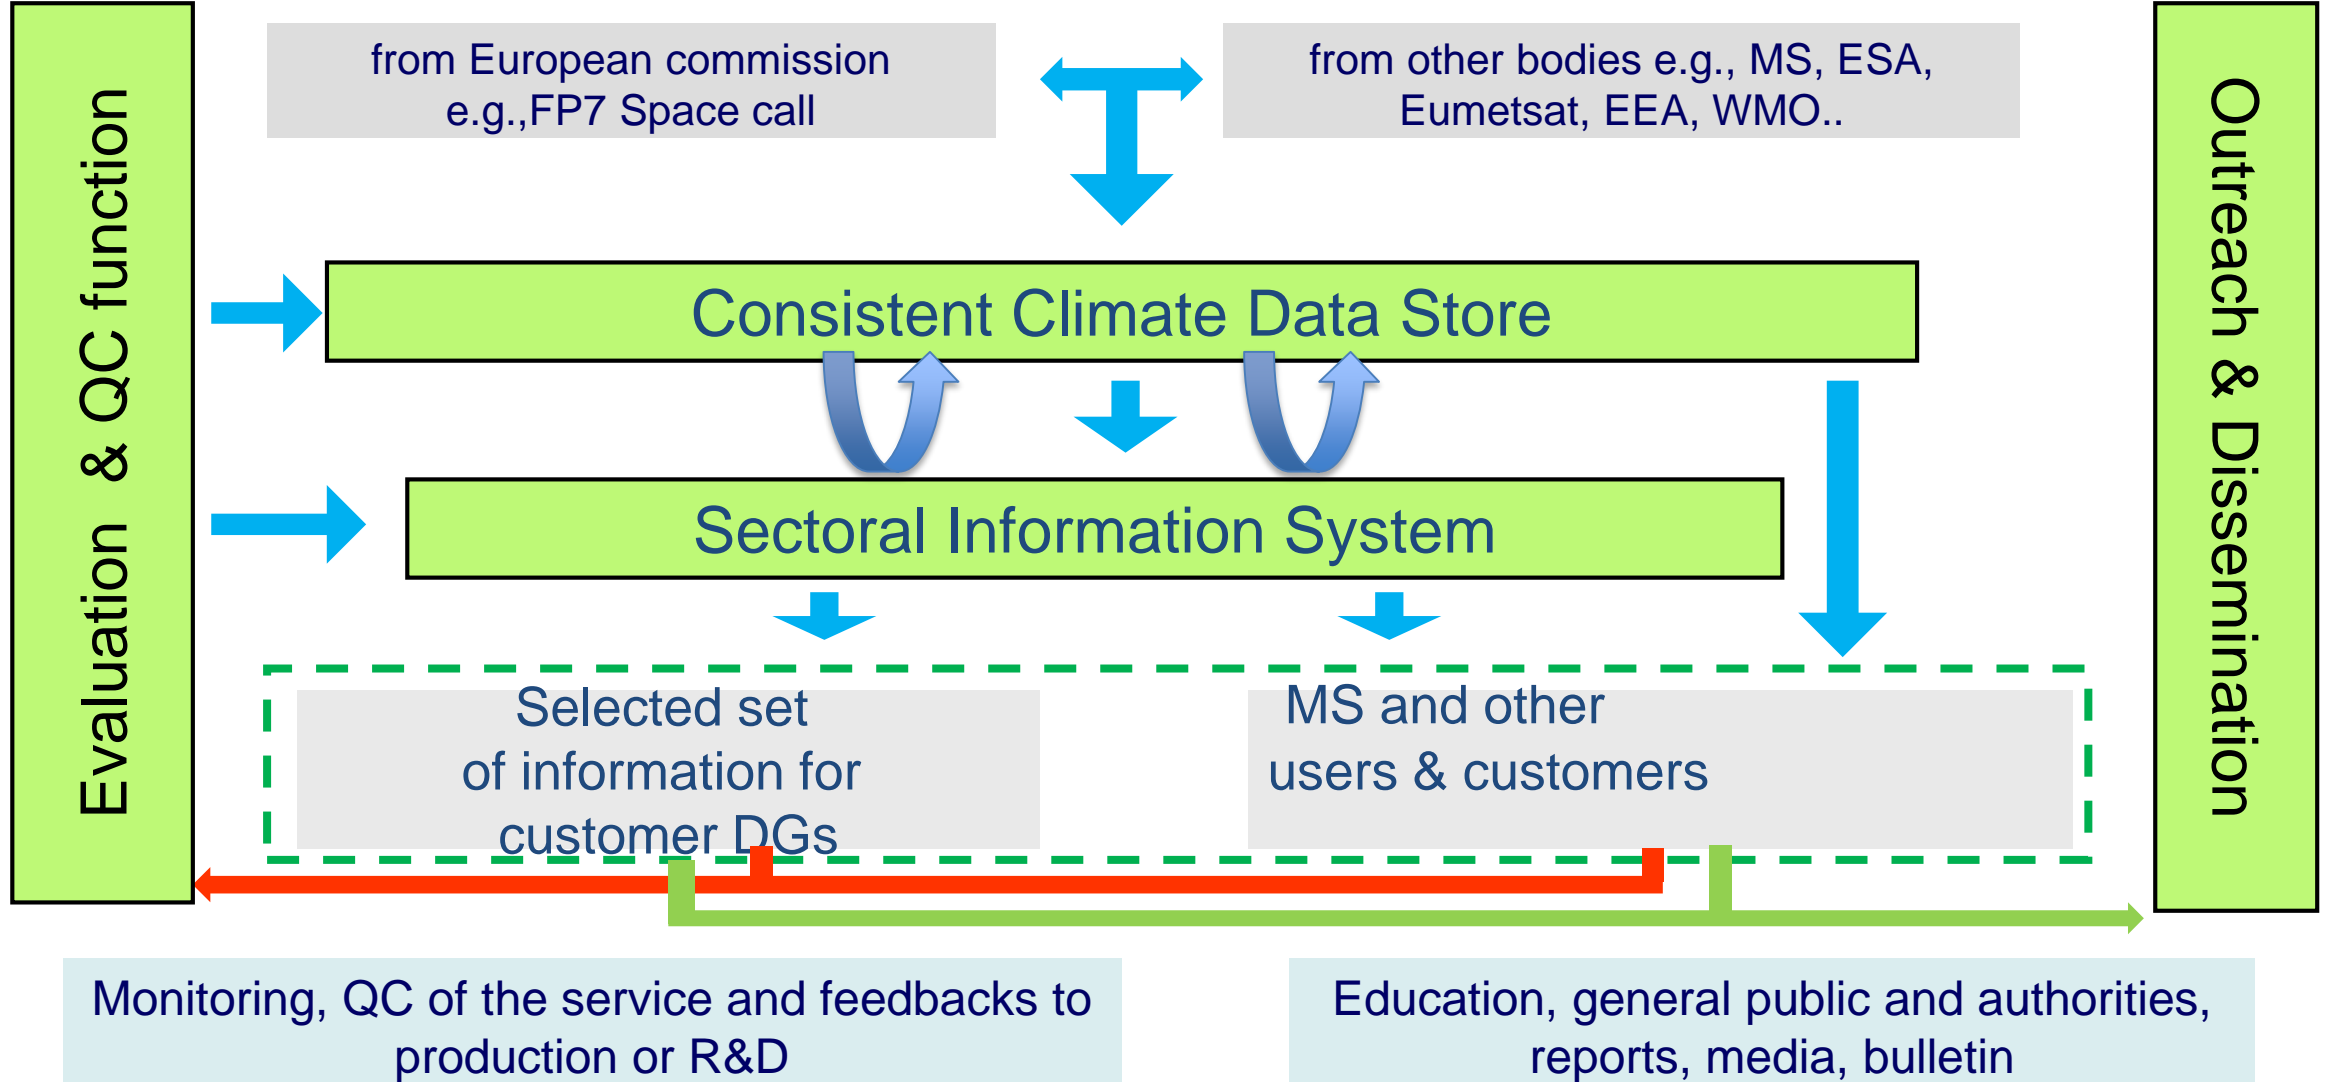 Evaluation & QC function
from European commission
e.g.,FP7 Space call
from other bodies e.g., MS, ESA,
Eumetsat, EEA, WMO..
Outreach & Dissemination
Consistent Climate Data Store
Sectoral Information System
Selected set
of information for
customer DGs
MS and other
users & customers
Monitoring, QC of the service and feedbacks to
production or R&D
Education, general public and authorities,
reports, media, bulletin